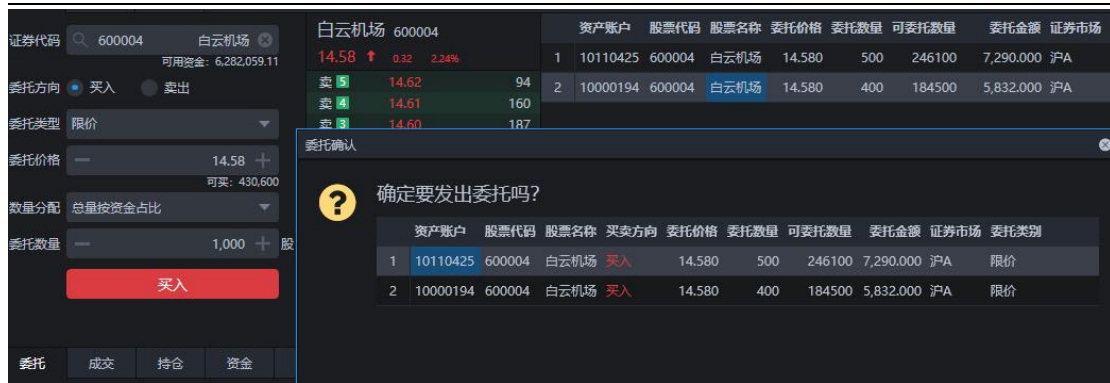 证券代码 600004 白云机场
可用资金: 6,282,059.11
委托方向 买入 卖出
委托类型 限价
委托价格 14.58
可买: 430,600
数量分配 总量按资金占比
委托数量 1,000 股
买入
委托 成交 持仓 资金
白云机场 600004
14.58 0.32 2.24%
卖 5 14.62 94
卖 4 14.61 160
卖 3 14.60 187
资产账户 股票代码 股票名称 委托价格 委托数量 可委托数量 委托金额 证券市场
1 10110425 600004 白云机场 14.580 500 246100 7,290.000 沪A
2 10000194 600004 白云机场 14.580 400 184500 5,832.000 沪A
委托确认
确定要发出委托吗?
资产账户 股票代码 股票名称 买卖方向 委托价格 委托数量 可委托数量 委托金额 证券市场 委托类别
1 10110425 600004 白云机场 买入 14.580 500 246100 7,290.000 沪A 限价
2 10000194 600004 白云机场 买入 14.580 400 184500 5,832.000 沪A 限价